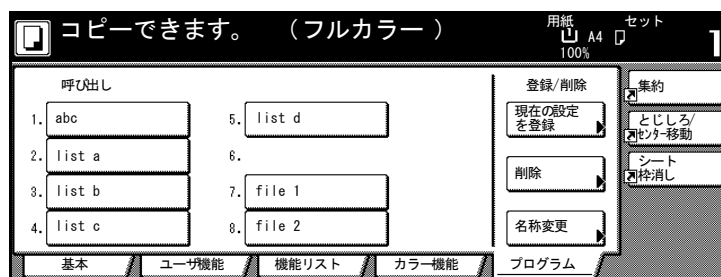 コピーできます。 （フルカラー ）
用紙
A4
100%
セット
1
呼び出し
1. abc
2. list a
3. list b
4. list c
5. list d
6.
7. file 1
8. file 2
登録/削除
現在の設定
を登録
削除
名称変更
集約
とじしろ/
センター移動
シート
枠消し
基本
ユーザ機能
機能リスト
カラー機能
プログラム